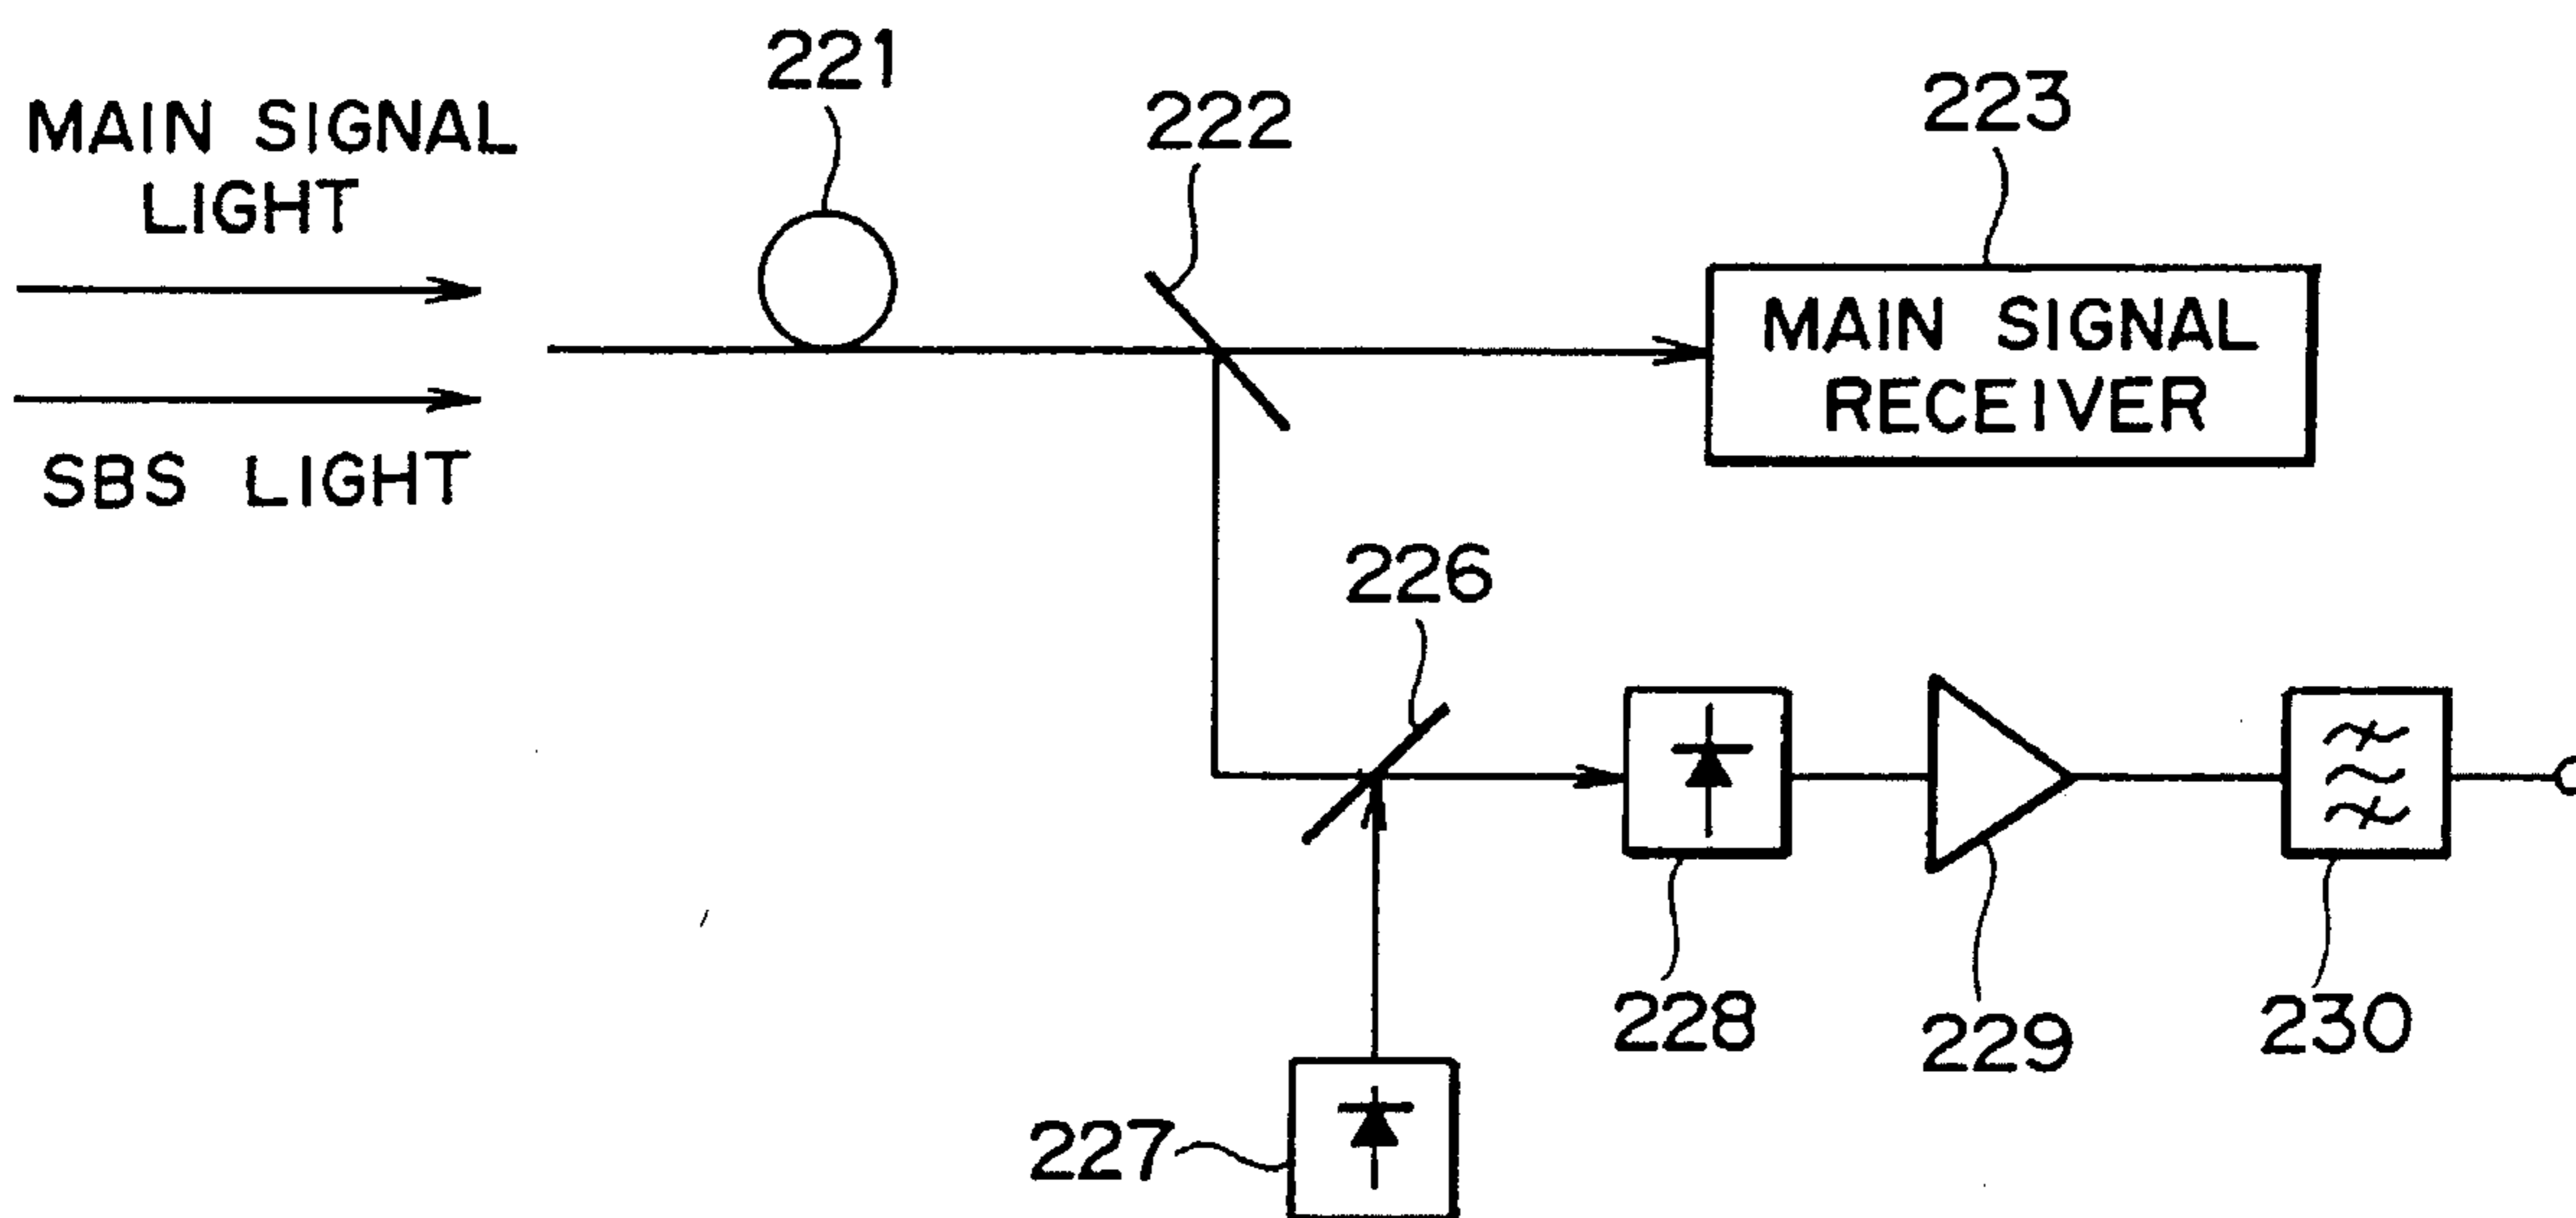 221
222
223
MAIN SIGNAL
LIGHT
MAIN SIGNAL
RECEIVER
SBS LIGHT
226
228
229
230
227